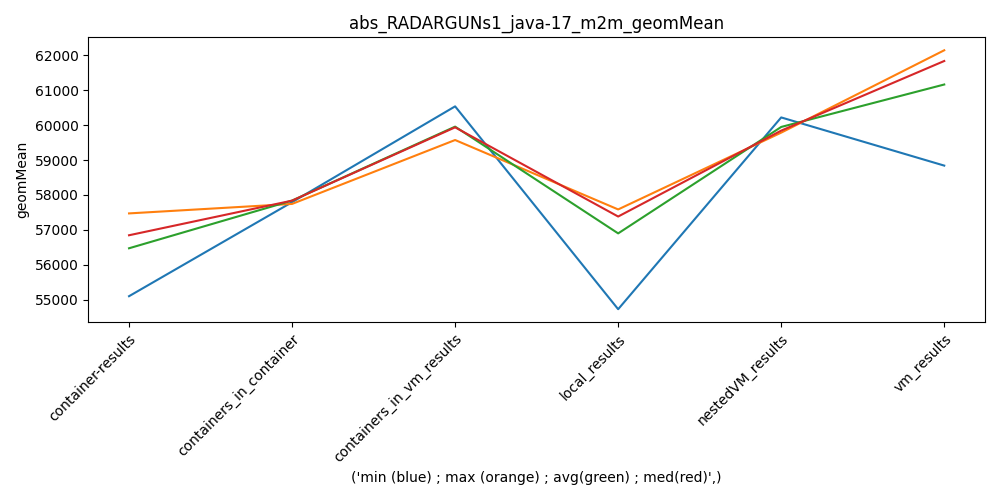 abs_RADARGUNs1_java-17_m2m_geomMean
geomMean
62000
61000
60000
59000
58000
57000
56000
55000
container-results
containers_in_container
containers_in_vm_results
local_results
nestedVM_results
vm_results
('min (blue) ; max (orange) ; avg(green) ; med(red)',)